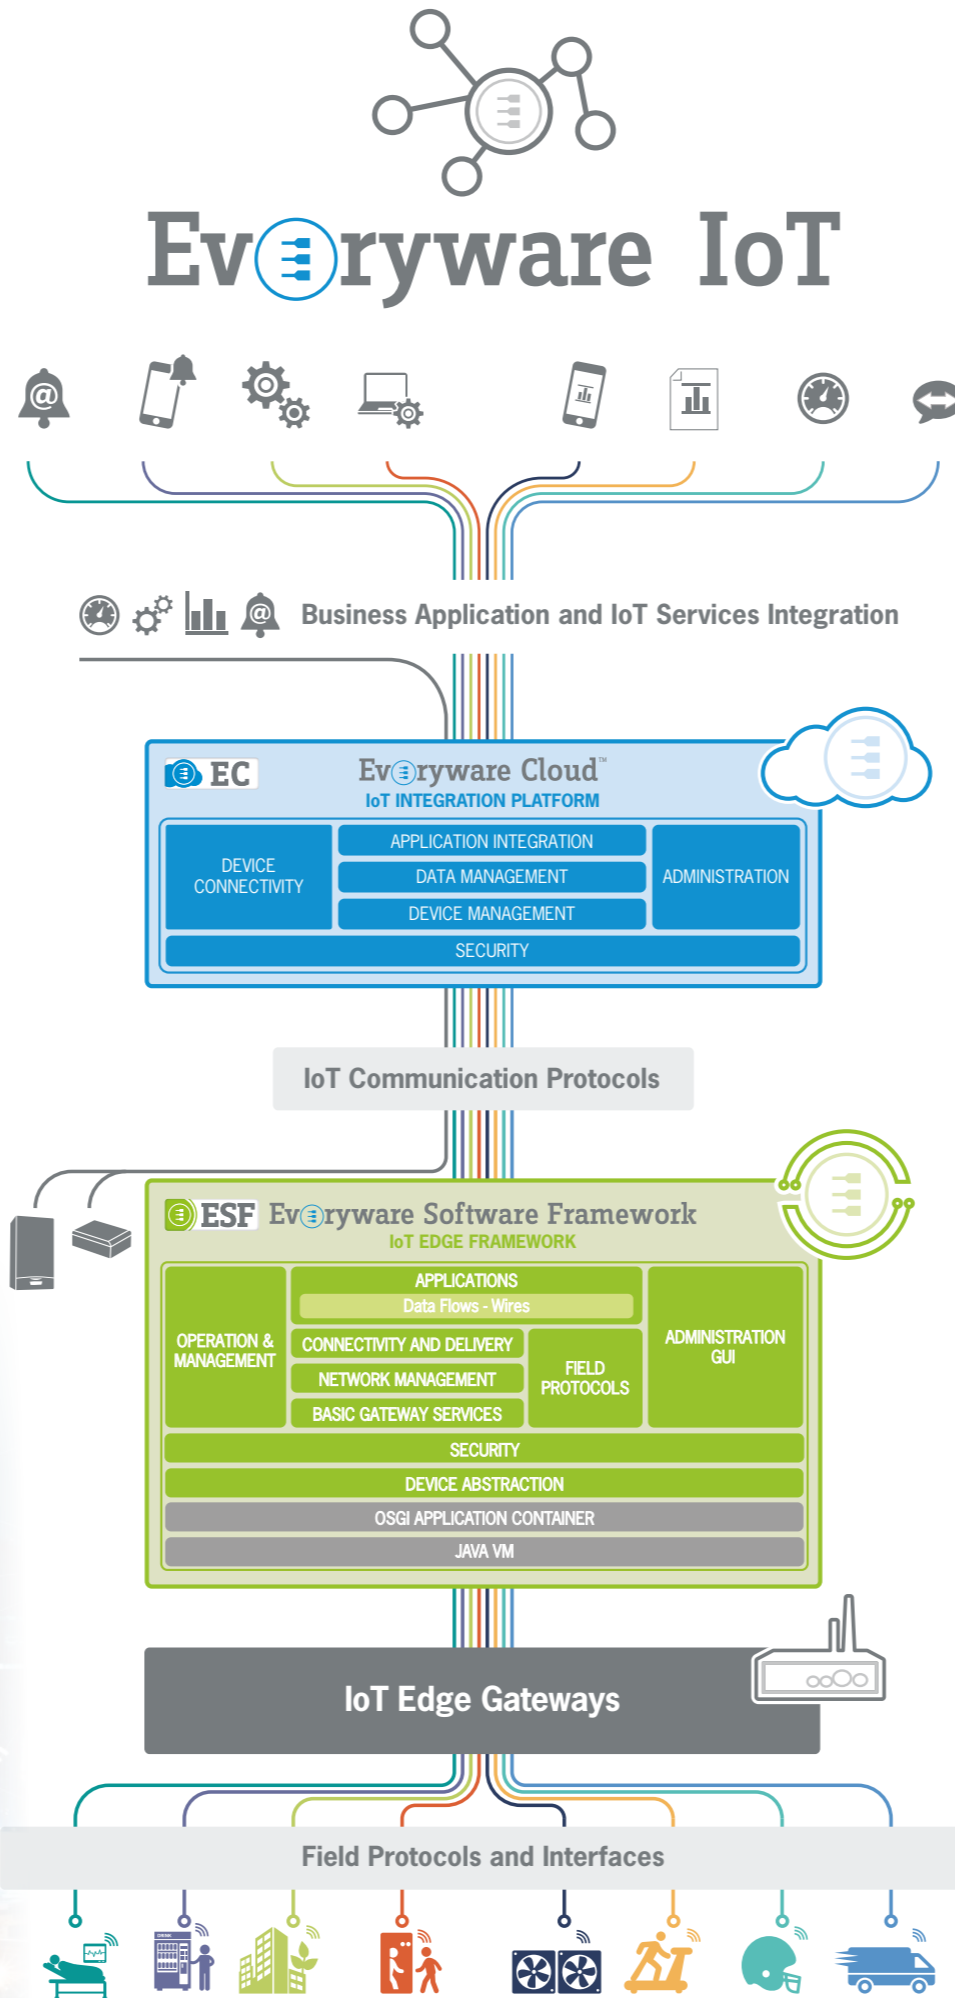 Everyware IoT
@
@
Business Application and IoT Services Integration
EC
Everyware Cloud™
IoT INTEGRATION PLATFORM
DEVICE
CONNECTIVITY
APPLICATION INTEGRATION
DATA MANAGEMENT
DEVICE MANAGEMENT
ADMINISTRATION
SECURITY
IoT Communication Protocols
ESF Everyware Software Framework
IoT EDGE FRAMEWORK
OPERATION &
MANAGEMENT
APPLICATIONS
Data Flows - Wires
CONNECTIVITY AND DELIVERY
NETWORK MANAGEMENT
BASIC GATEWAY SERVICES
FIELD
PROTOCOLS
ADMINISTRATION
GUI
SECURITY
DEVICE ABSTRACTION
OSGI APPLICATION CONTAINER
JAVA VM
IoT Edge Gateways
Field Protocols and Interfaces
DRINK